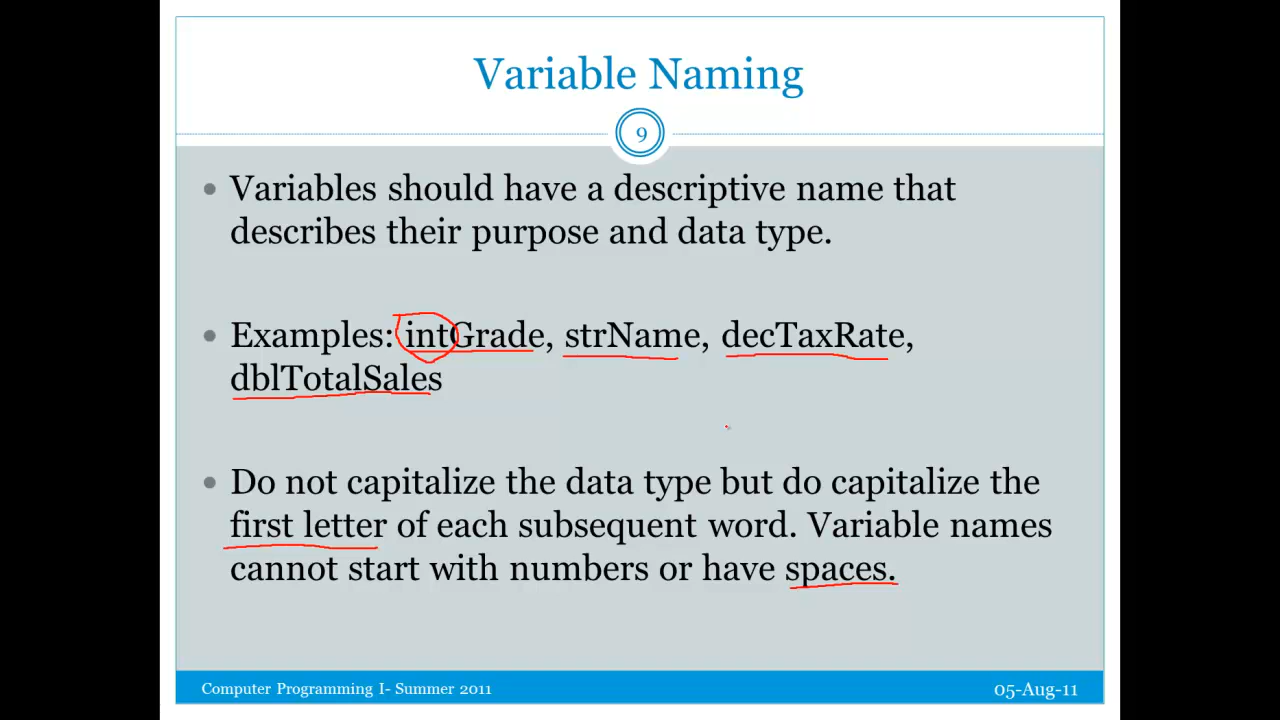 Variable Naming
9
• Variables should have a descriptive name that
describes their purpose and data type.
• Examples: intGrade, strName, decTaxRate,
dblTotalSales
• Do not capitalize the data type but do capitalize the
first letter of each subsequent word. Variable names
cannot start with numbers or have spaces.
Computer Programming I- Summer 2011
05-Aug-11